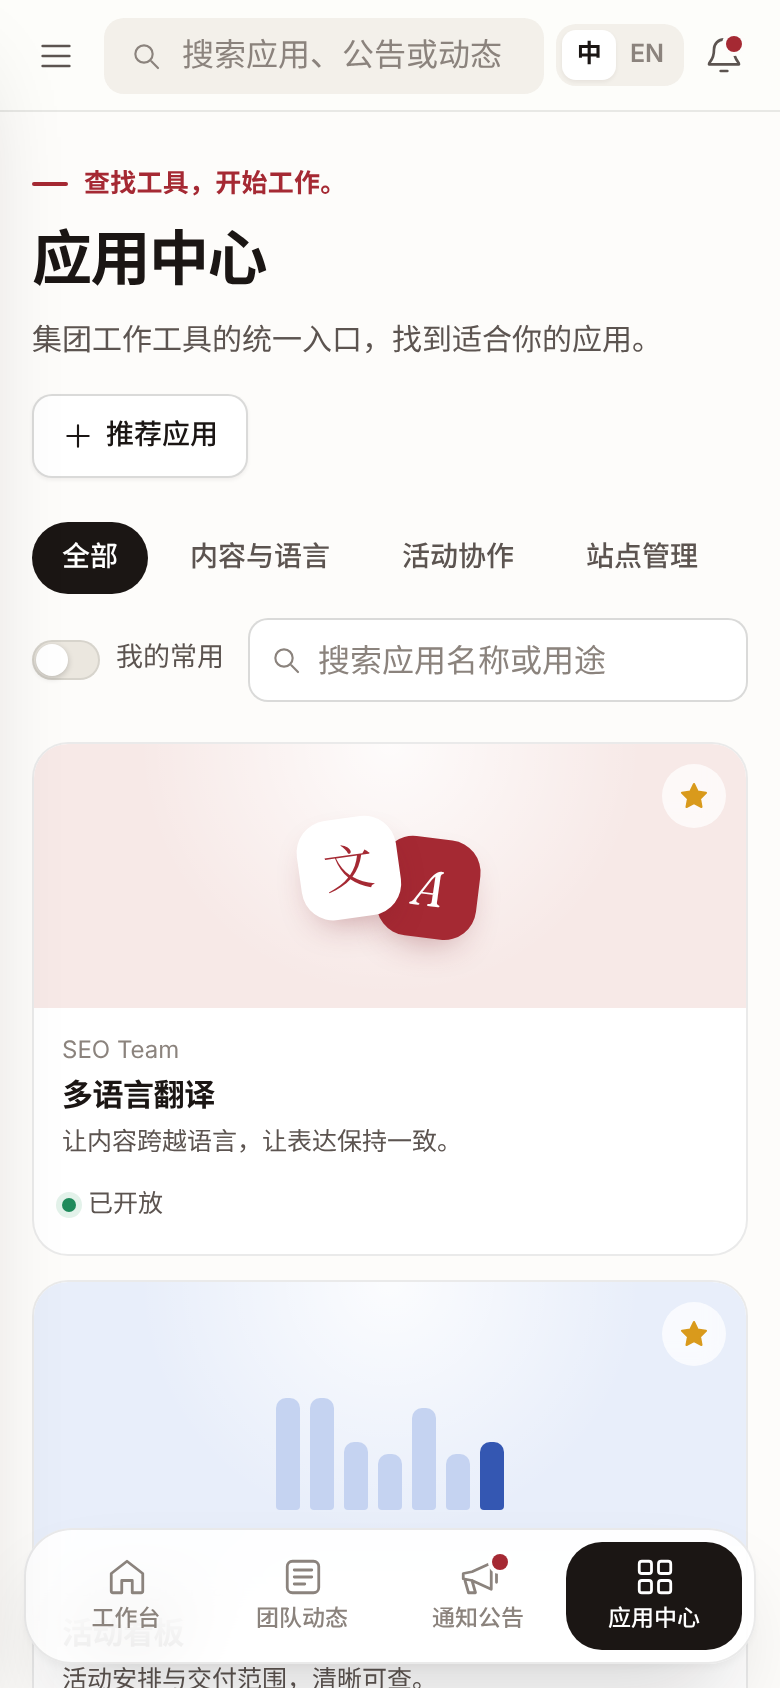 搜索应用、公告或动态
中
EN
查找工具，开始工作。
应用中心
集团工作工具的统一入口，找到适合你的应用。
推荐应用
全部
内容与语言
活动协作
站点管理
我的常用
搜索应用名称或用途
文
A
SEO Team
多语言翻译
让内容跨越语言，让表达保持一致。
已开放
活动看板
工作台
团队动态
通知公告
应用中心
活动安排与交付范围，清晰可查。